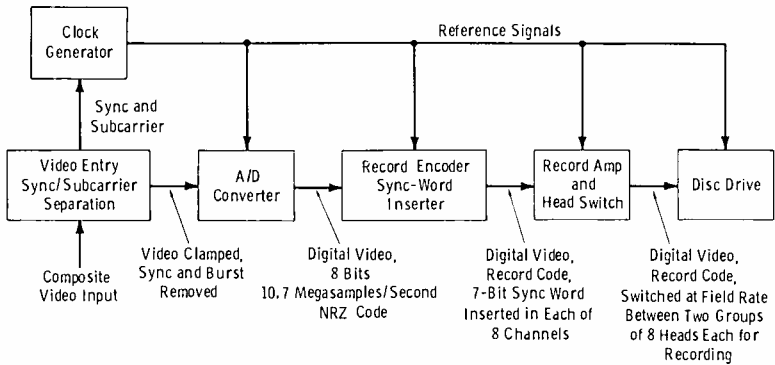 Clock
Generator
Reference Signals
Sync and
Subcarrier
Video Entry
Sync/Subcarrier
Separation
A/D
Converter
Record Encoder
Sync-Word
Inserter
Record Amp
and
Head Switch
Disc Drive
Composite
Video Input
Video Clamped,
Sync and Burst
Removed
Digital Video,
8 Bits
10.7 Megasamples/Second
NRZ Code
Digital Video,
Record Code,
7-Bit Sync Word
Inserted in Each of
8 Channels
Digital Video,
Record Code,
Switched at Field Rate
Between Two Groups
of 8 Heads Each for
Recording